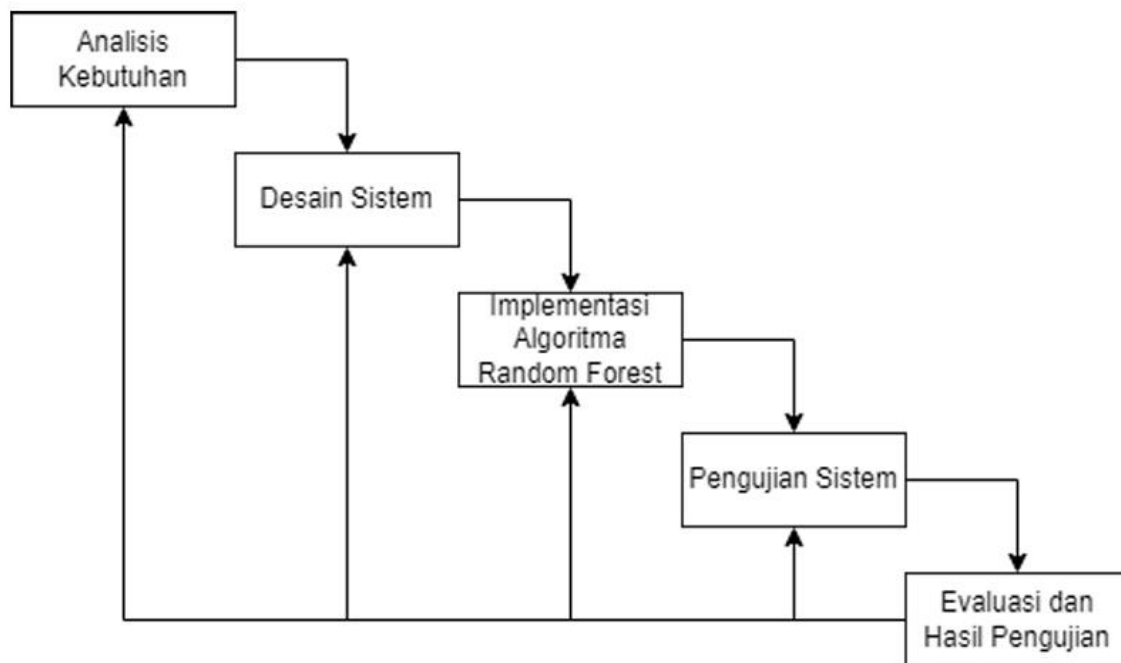 Analisis
Kebutuhan
Desain Sistem
Implementasi
Algoritma
Random Forest
Pengujian Sistem
Evaluasi dan
Hasil Pengujian